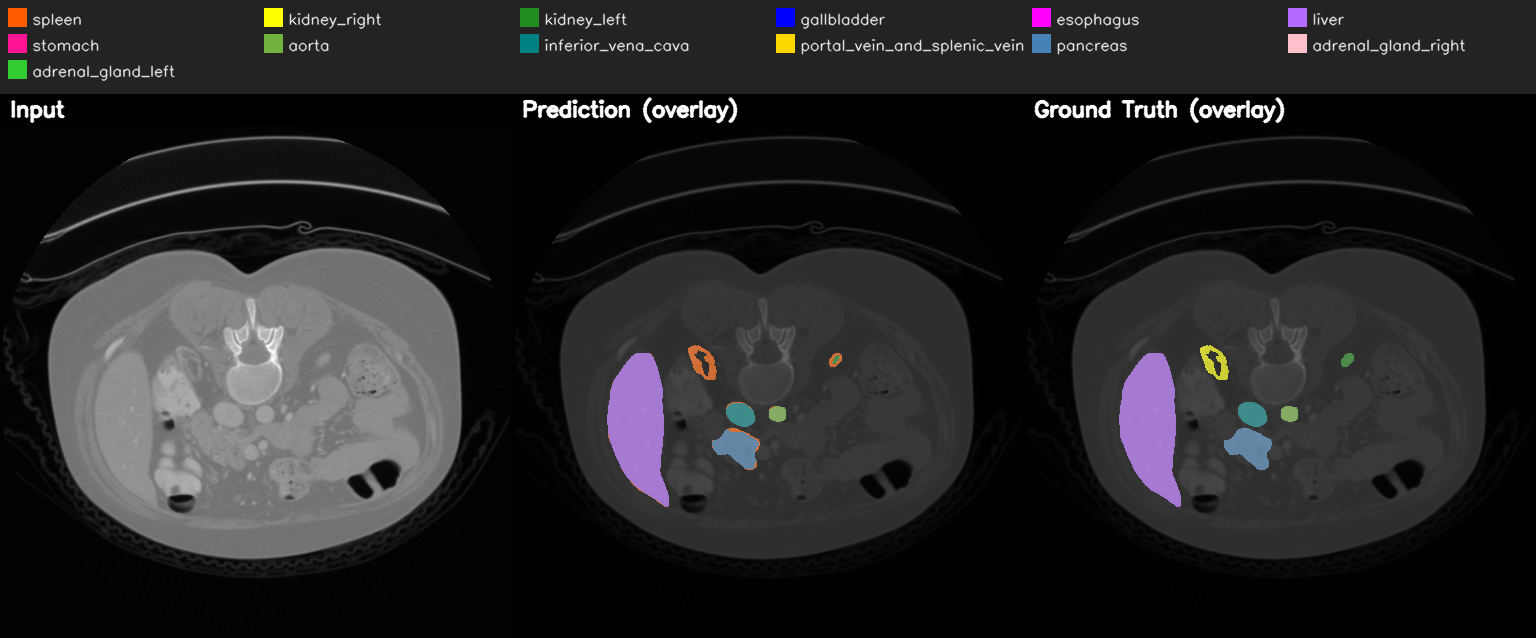 spleen kidney_right kidney_left gallbladder esophagus liver
stomach aorta inferior_vena_cava portal_vein_and_splenic_vein pancreas adrenal_gland_right
adrenal_gland_left
Input Prediction (overlay) Ground Truth (overlay)